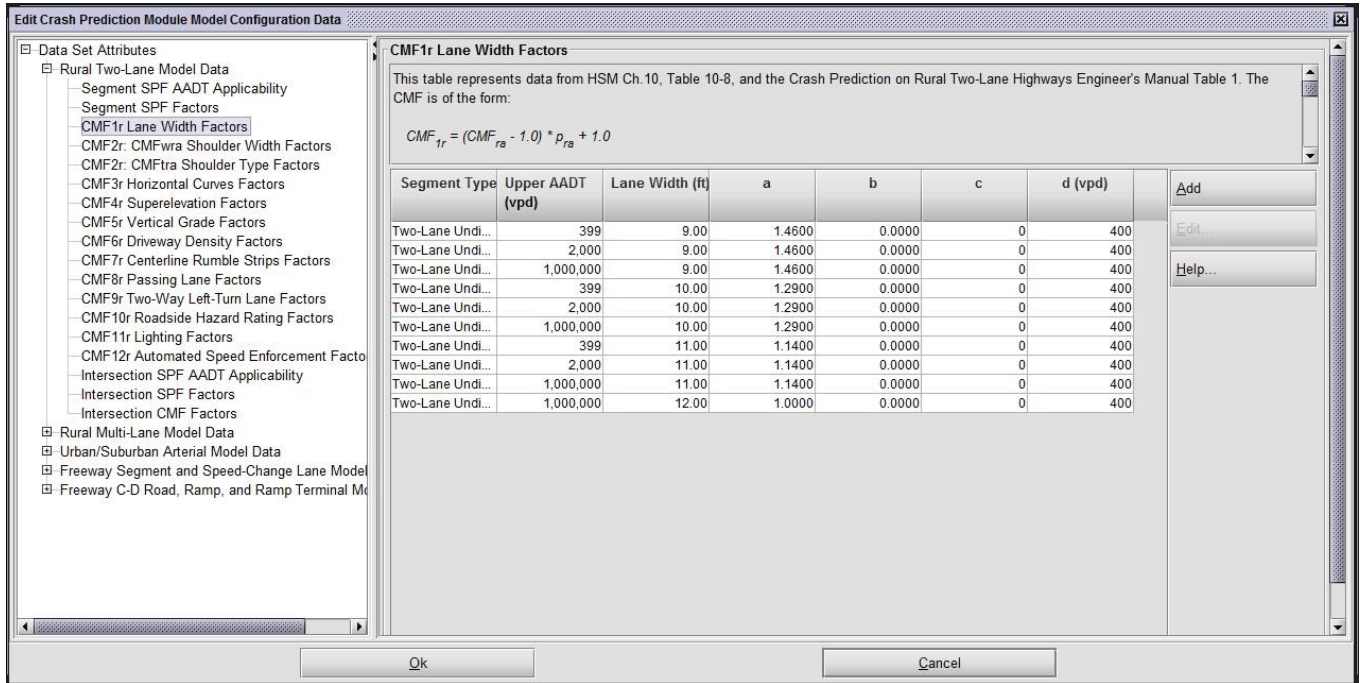 Edit Crash Prediction Module Model Configuration Data
Data Set Attributes
Rural Two-Lane Model Data
Segment SPF AADT Applicability
Segment SPF Factors
CMF1r Lane Width Factors
CMF2r: CMFwra Shoulder Width Factors
CMF2r: CMFtra Shoulder Type Factors
CMF3r Horizontal Curves Factors
CMF4r Superelevation Factors
CMF5r Vertical Grade Factors
CMF6r Driveway Density Factors
CMF7r Centerline Rumble Strips Factors
CMF8r Passing Lane Factors
CMF9r Two-Way Left-Turn Lane Factors
CMF10r Roadside Hazard Rating Factors
CMF11r Lighting Factors
CMF12r Automated Speed Enforcement Facto
Intersection SPF AADT Applicability
Intersection SPF Factors
Intersection CMF Factors
Rural Multi-Lane Model Data
Urban/Suburban Arterial Model Data
Freeway Segment and Speed-Change Lane Model
Freeway C-D Road, Ramp, and Ramp Terminal Mo
CMF1r Lane Width Factors
This table represents data from HSM Ch.10, Table 10-8, and the Crash Prediction on Rural Two-Lane Highways Engineer's Manual Table 1. The
CMF is of the form:
CMF1r = (CMFra - 1.0) * pra + 1.0
Segment Type Upper AADT (vpd) Lane Width (ft) a b c d (vpd)
Two-Lane Undi... 399 9.00 1.4600 0.0000 0 400
Two-Lane Undi... 2,000 9.00 1.4600 0.0000 0 400
Two-Lane Undi... 1,000,000 9.00 1.4600 0.0000 0 400
Two-Lane Undi... 399 10.00 1.2900 0.0000 0 400
Two-Lane Undi... 2,000 10.00 1.2900 0.0000 0 400
Two-Lane Undi... 1,000,000 10.00 1.2900 0.0000 0 400
Two-Lane Undi... 399 11.00 1.1400 0.0000 0 400
Two-Lane Undi... 2,000 11.00 1.1400 0.0000 0 400
Two-Lane Undi... 1,000,000 11.00 1.1400 0.0000 0 400
Two-Lane Undi... 1,000,000 12.00 1.0000 0.0000 0 400
Add
Edit...
Help...
Ok
Cancel